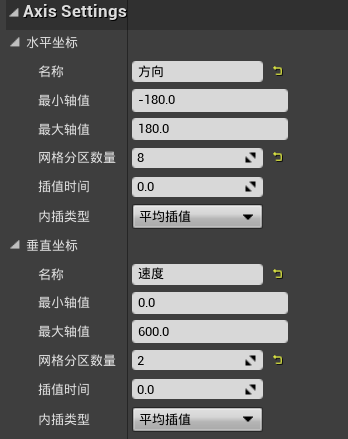 Axis Settings
水平坐标
名称 方向
最小轴值 -180.0
最大轴值 180.0
网格分区数量 8
插值时间 0.0
内插类型 平均插值
垂直坐标
名称 速度
最小轴值 0.0
最大轴值 600.0
网格分区数量 2
插值时间 0.0
内插类型 平均插值